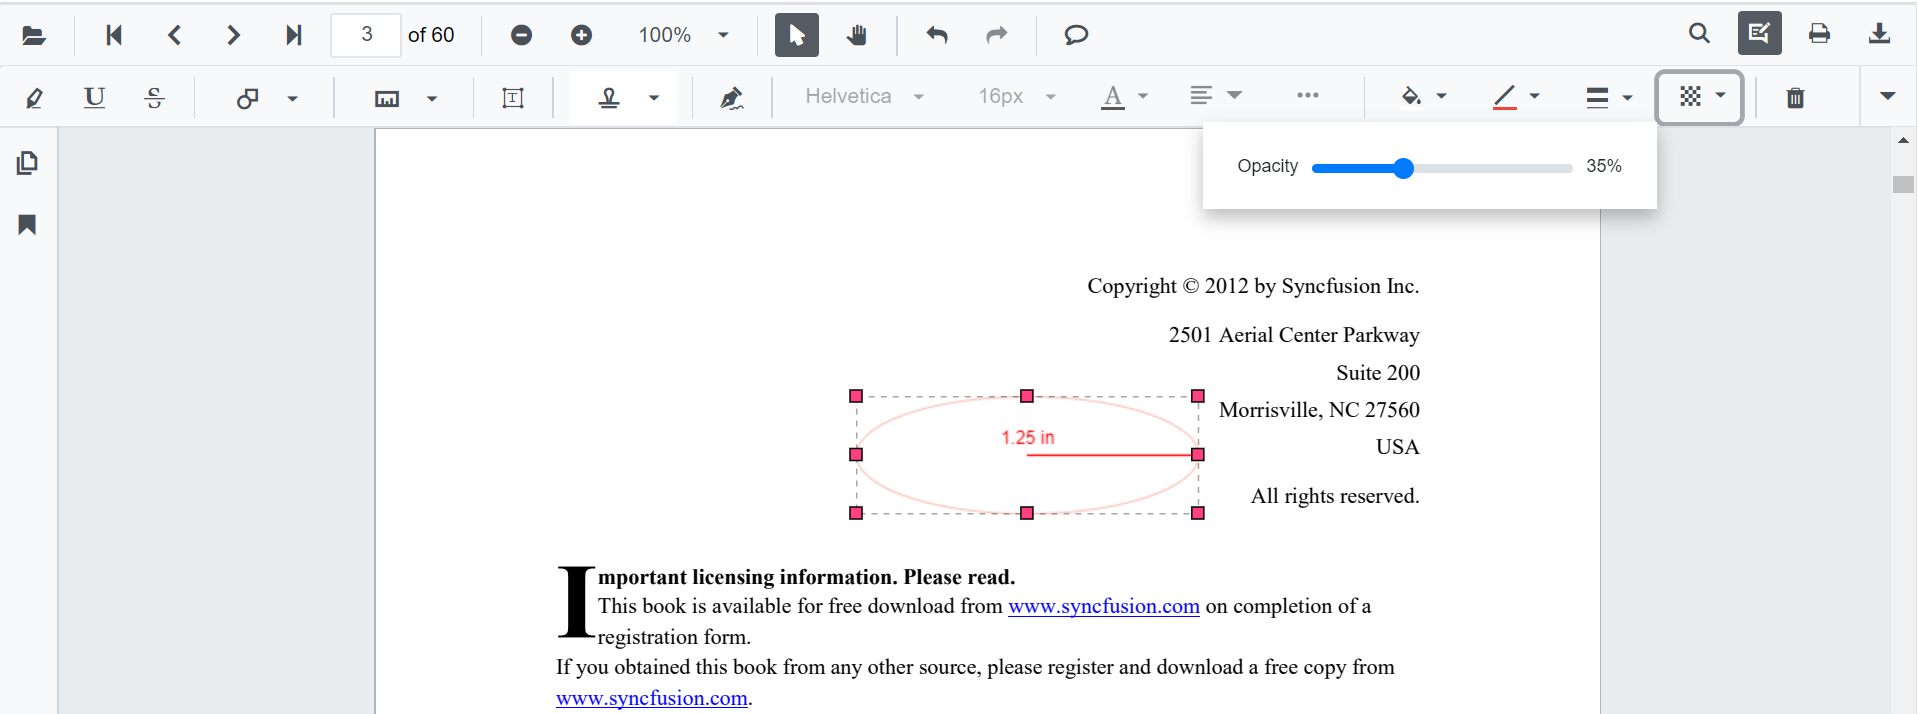 3 of 60 100%
U S T Helvetica 16px A
Opacity 35%
Copyright © 2012 by Syncfusion Inc.
2501 Aerial Center Parkway
Suite 200
Morrisville, NC 27560
1.25 in
USA
All rights reserved.
Important licensing information. Please read.
This book is available for free download from www.syncfusion.com on completion of a
registration form.
If you obtained this book from any other source, please register and download a free copy from
www.syncfusion.com.